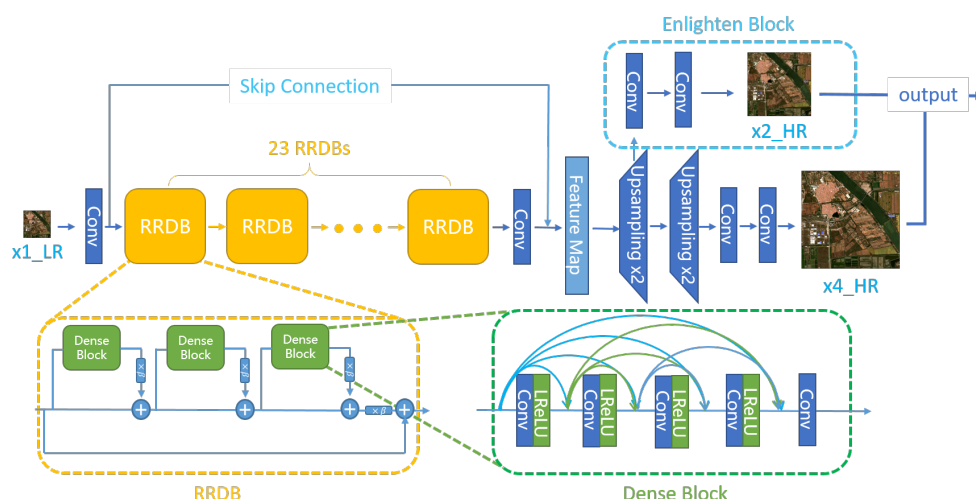 Enlighten Block
Skip Connection
Conv
Conv
x2_HR
output
23 RRDBs
x1_LR
Conv
RRDB
RRDB
RRDB
Conv
Feature Map
Upsampling x2
Upsampling x2
Conv
Conv
x4_HR
Dense
Block
×β
Dense
Block
×β
Dense
Block
×β
+
+
+
×β
+
RRDB
Conv
LReLU
Conv
LReLU
Conv
LReLU
Conv
LReLU
Conv
Dense Block